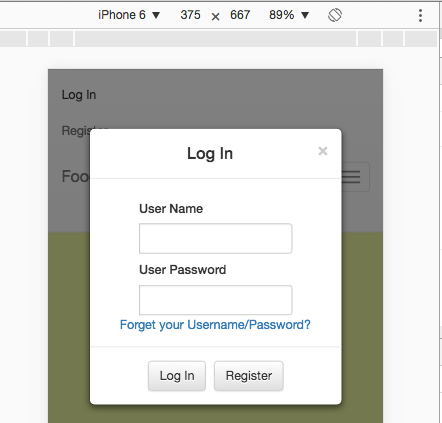 iPhone 6 ▼ 375 × 667 89% ▼
Log In
Register
Foo
Log In ×
User Name
User Password
Forget your Username/Password?
Log In Register